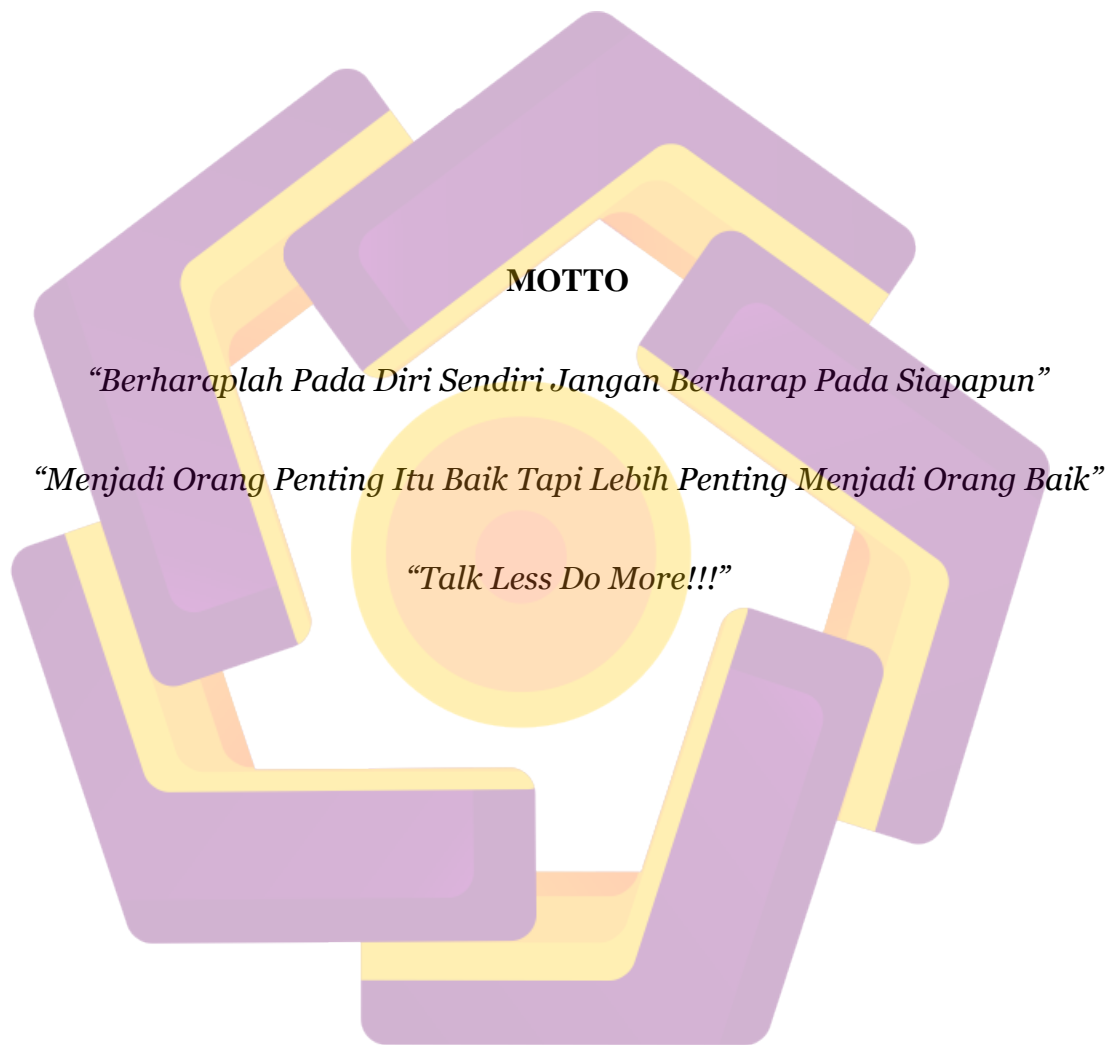 MOTTO
“Berharaplah Pada Diri Sendiri Jangan Berharap Pada Siapapun”
“Menjadi Orang Penting Itu Baik Tapi Lebih Penting Menjadi Orang Baik”
“Talk Less Do More!!!”